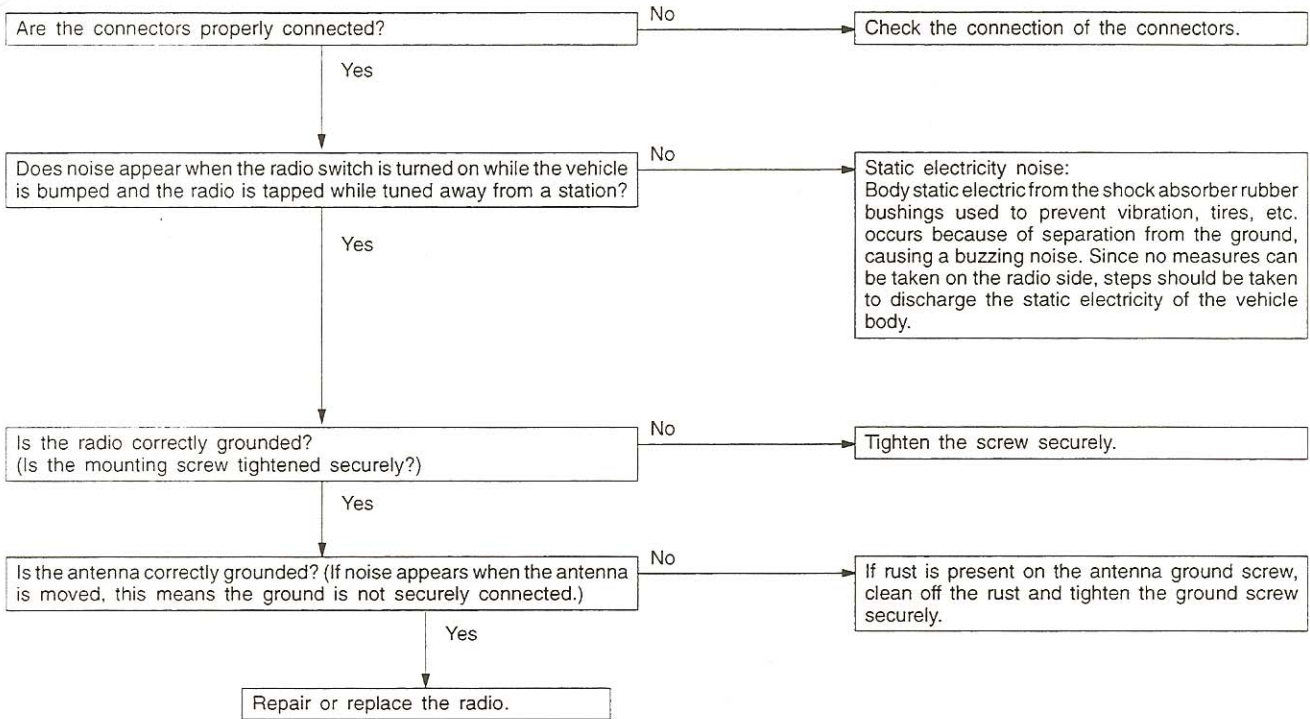 Are the connectors properly connected?
No
Check the connection of the connectors.
Yes
Does noise appear when the radio switch is turned on while the vehicle
is bumped and the radio is tapped while tuned away from a station?
No
Static electricity noise:
Body static electric from the shock absorber rubber
bushings used to prevent vibration, tires, etc.
occurs because of separation from the ground,
causing a buzzing noise. Since no measures can
be taken on the radio side, steps should be taken
to discharge the static electricity of the vehicle
body.
Yes
Is the radio correctly grounded?
(Is the mounting screw tightened securely?)
No
Tighten the screw securely.
Yes
Is the antenna correctly grounded? (If noise appears when the antenna
is moved, this means the ground is not securely connected.)
No
If rust is present on the antenna ground screw,
clean off the rust and tighten the ground screw
securely.
Yes
Repair or replace the radio.